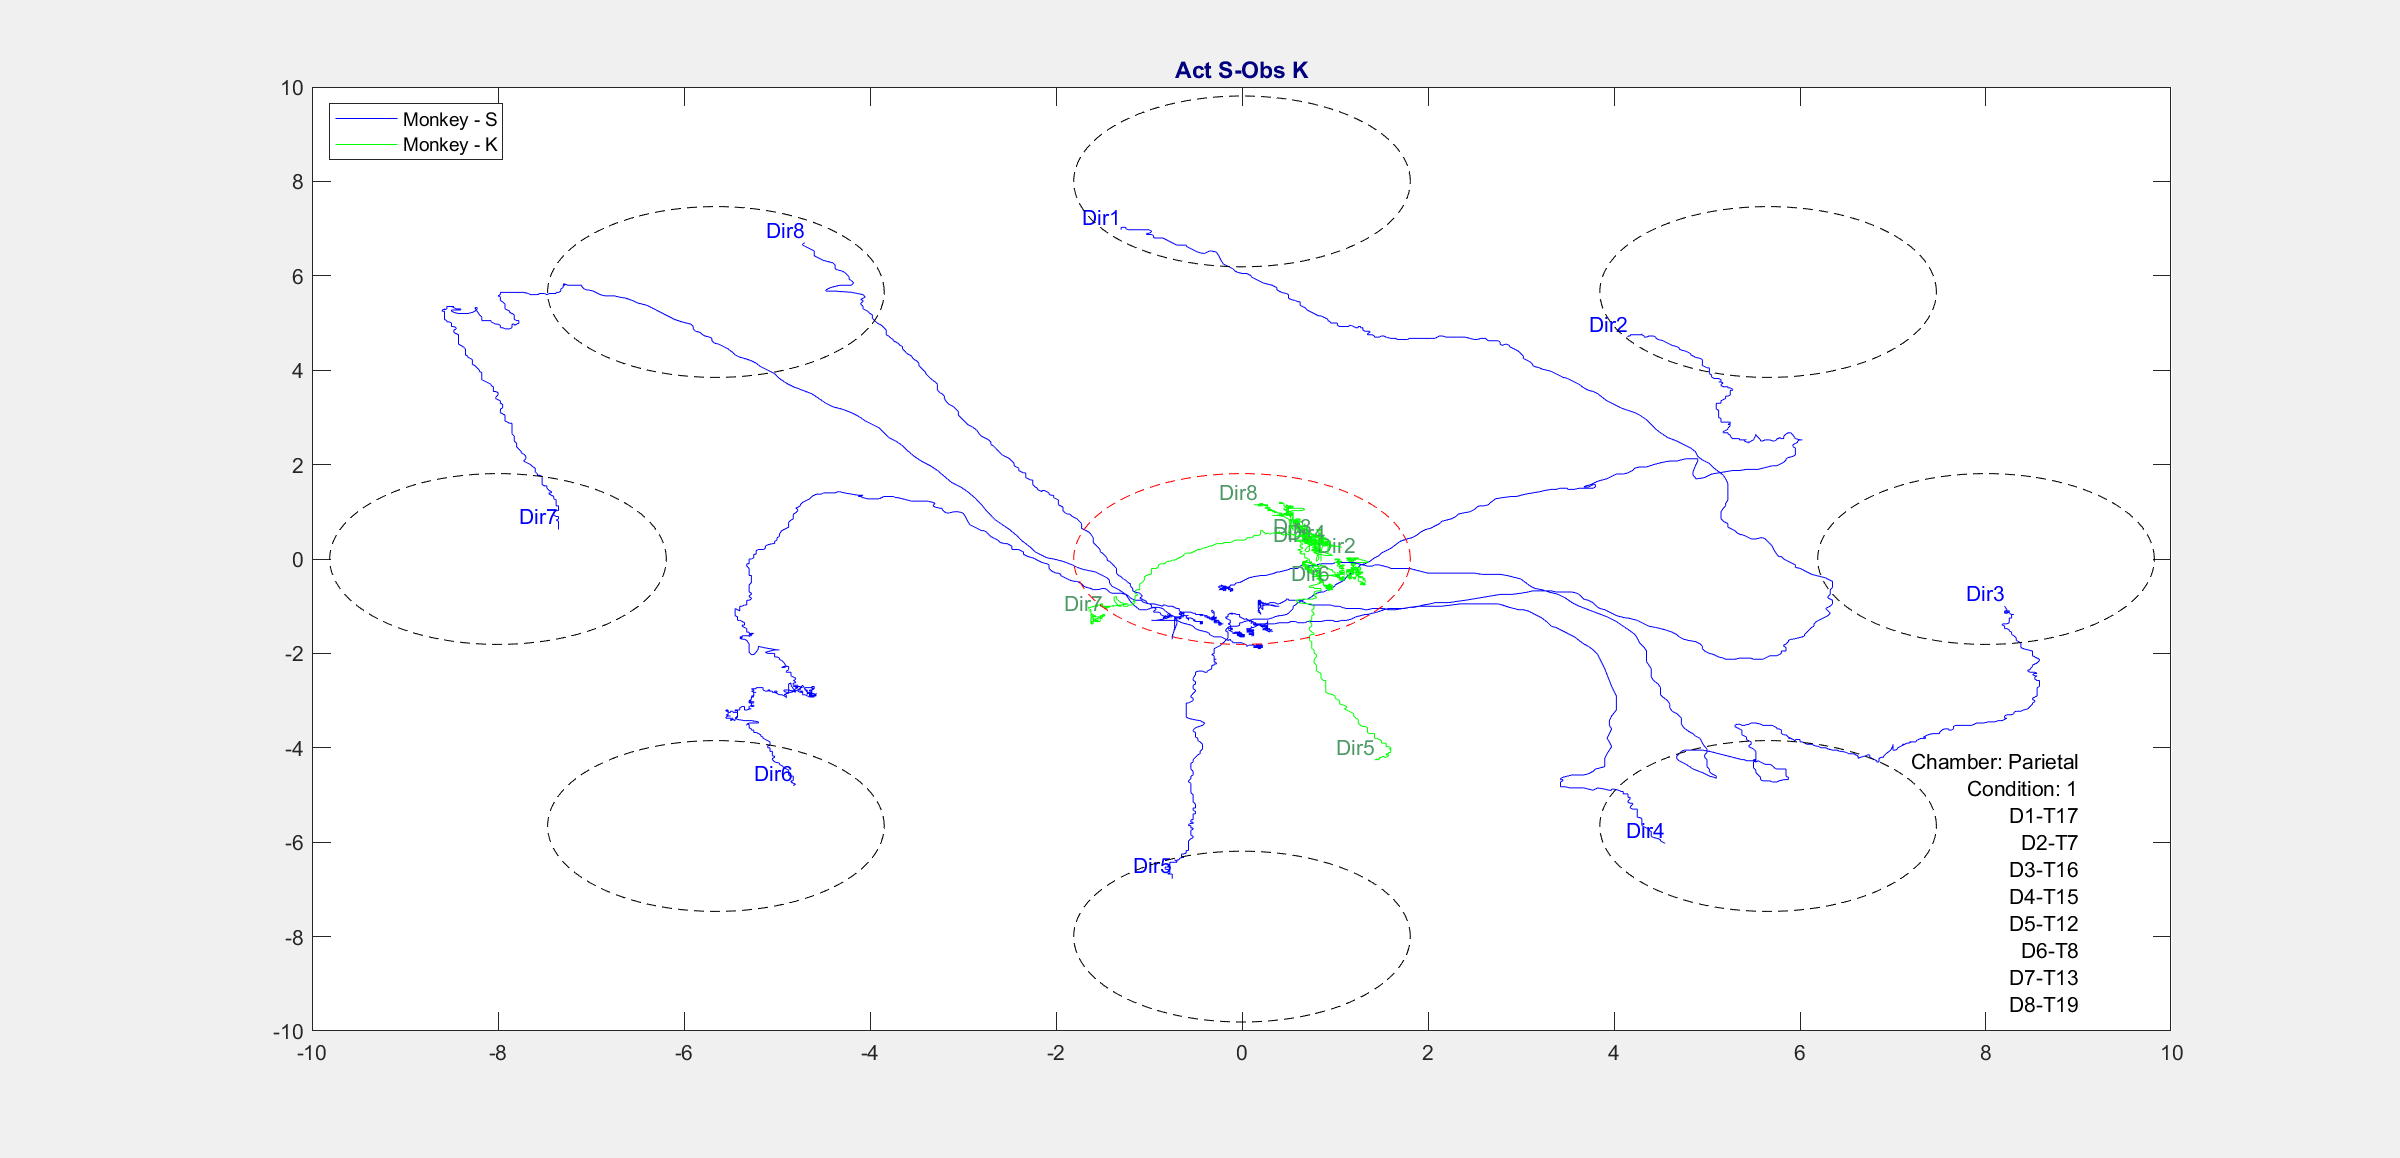 Act S-Obs K
Monkey - S
Monkey - K
10
8
6
4
2
0
-2
-4
-6
-8
-10
-10
-8
-6
-4
-2
0
2
4
6
8
10
Dir1
Dir8
Dir2
Dir7
Dir3
Dir6
Dir4
Dir5
Dir8
Dir2
Dir6
Dir7
Dir5
Chamber: Parietal
Condition: 1
D1-T17
D2-T7
D3-T16
D4-T15
D5-T12
D6-T8
D7-T13
D8-T19